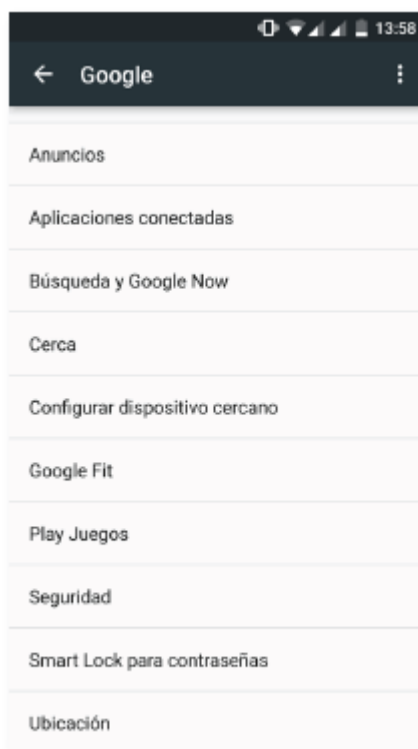 13:58
Google
Anuncios
Aplicaciones conectadas
Búsqueda y Google Now
Cerca
Configurar dispositivo cercano
Google Fit
Play Juegos
Seguridad
Smart Lock para contraseñas
Ubicación